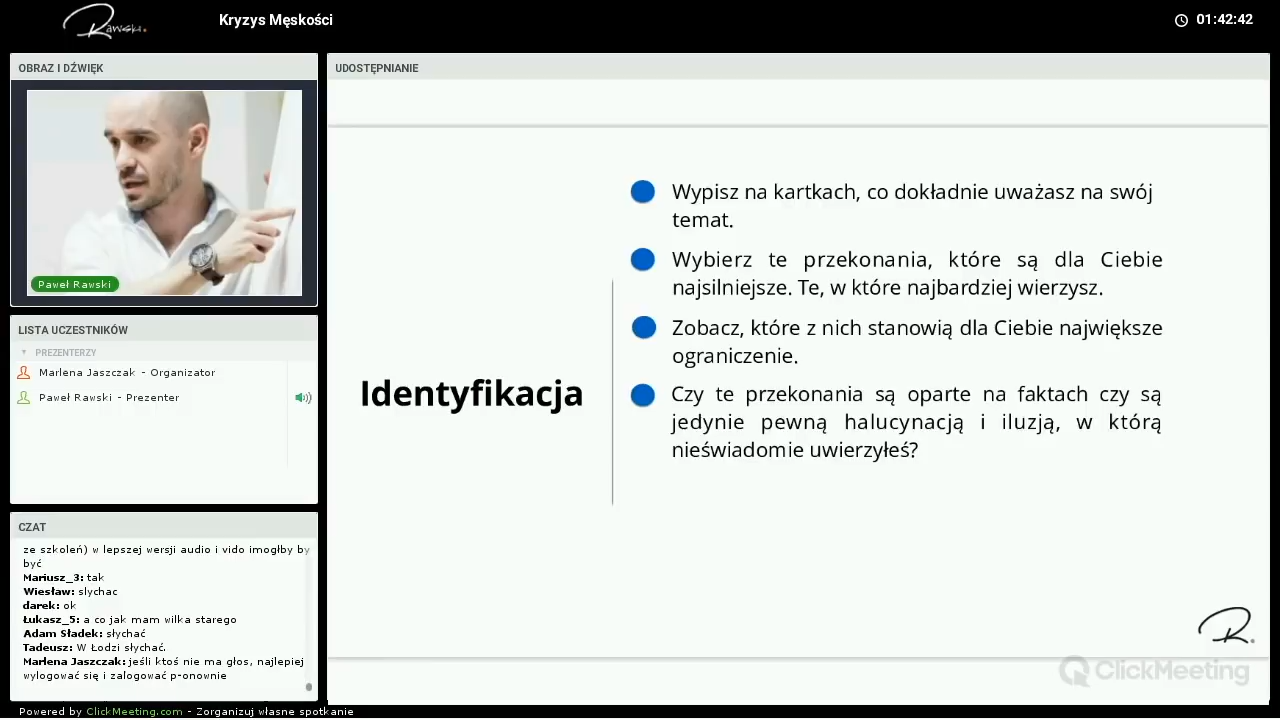 Rawski.
Kryzys Męskości
01:42:42
OBRAZ I DŹWIĘK
Paweł Rawski
LISTA UCZESTNIKÓW
PREZENTERZY
Marlena Jaszczak - Organizator
Paweł Rawski - Prezenter
CZAT
ze szkoleń) w lepszej wersji audio i vido imogłby by
być
Mariusz_3: tak
Wiesław: slychac
darek: ok
Łukasz_5: a co jak mam wilka starego
Adam Sładek: słychać
Tadeusz: W Łodzi słychać.
Marlena Jaszczak: jeśli ktoś nie ma głos, najlepiej
wylogować się i zalogować p-onownie
UDOSTĘPNIANIE
Identyfikacja
Wypisz na kartkach, co dokładnie uważasz na swój
temat.
Wybierz te przekonania, które są dla Ciebie
najsilniejsze. Te, w które najbardziej wierzysz.
Zobacz, które z nich stanowią dla Ciebie największe
ograniczenie.
Czy te przekonania są oparte na faktach czy są
jedynie pewną halucynacją i iluzją, w którą
nieświadomie uwierzyłeś?
R.
ClickMeeting
Powered by ClickMeeting.com - Zorganizuj własne spotkanie